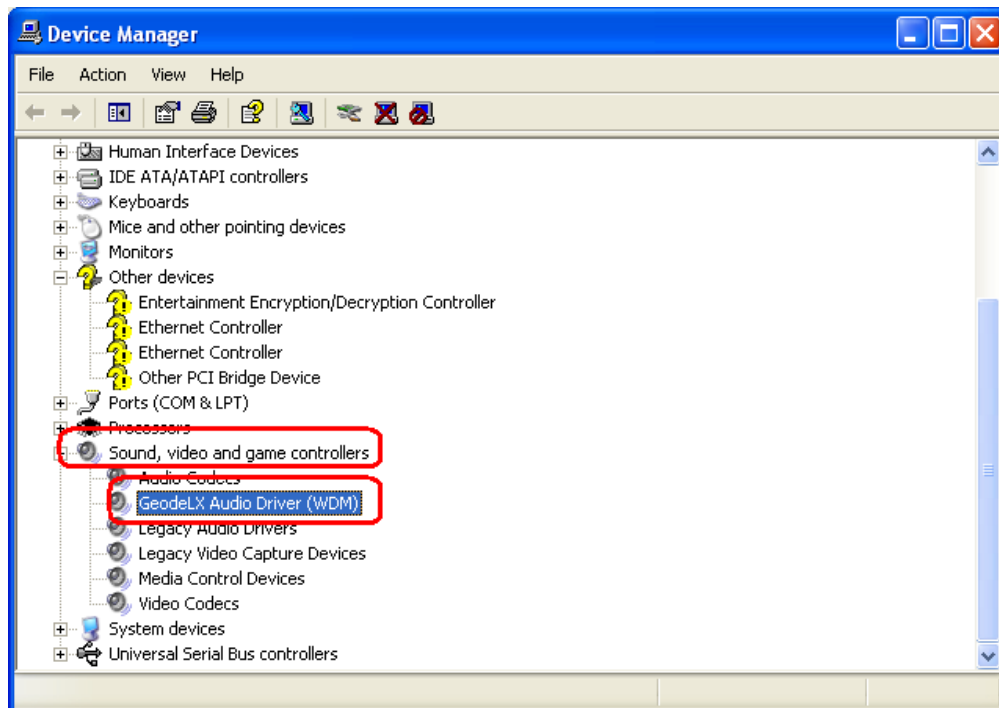 Device Manager
File Action View Help
Human Interface Devices
IDE ATA/ATAPI controllers
Keyboards
Mice and other pointing devices
Monitors
Other devices
Entertainment Encryption/Decryption Controller
Ethernet Controller
Ethernet Controller
Other PCI Bridge Device
Ports (COM & LPT)
Processors
Sound, video and game controllers
Audio Codecs
GeodeLX Audio Driver (WDM)
Legacy Audio Drivers
Legacy Video Capture Devices
Media Control Devices
Video Codecs
System devices
Universal Serial Bus controllers